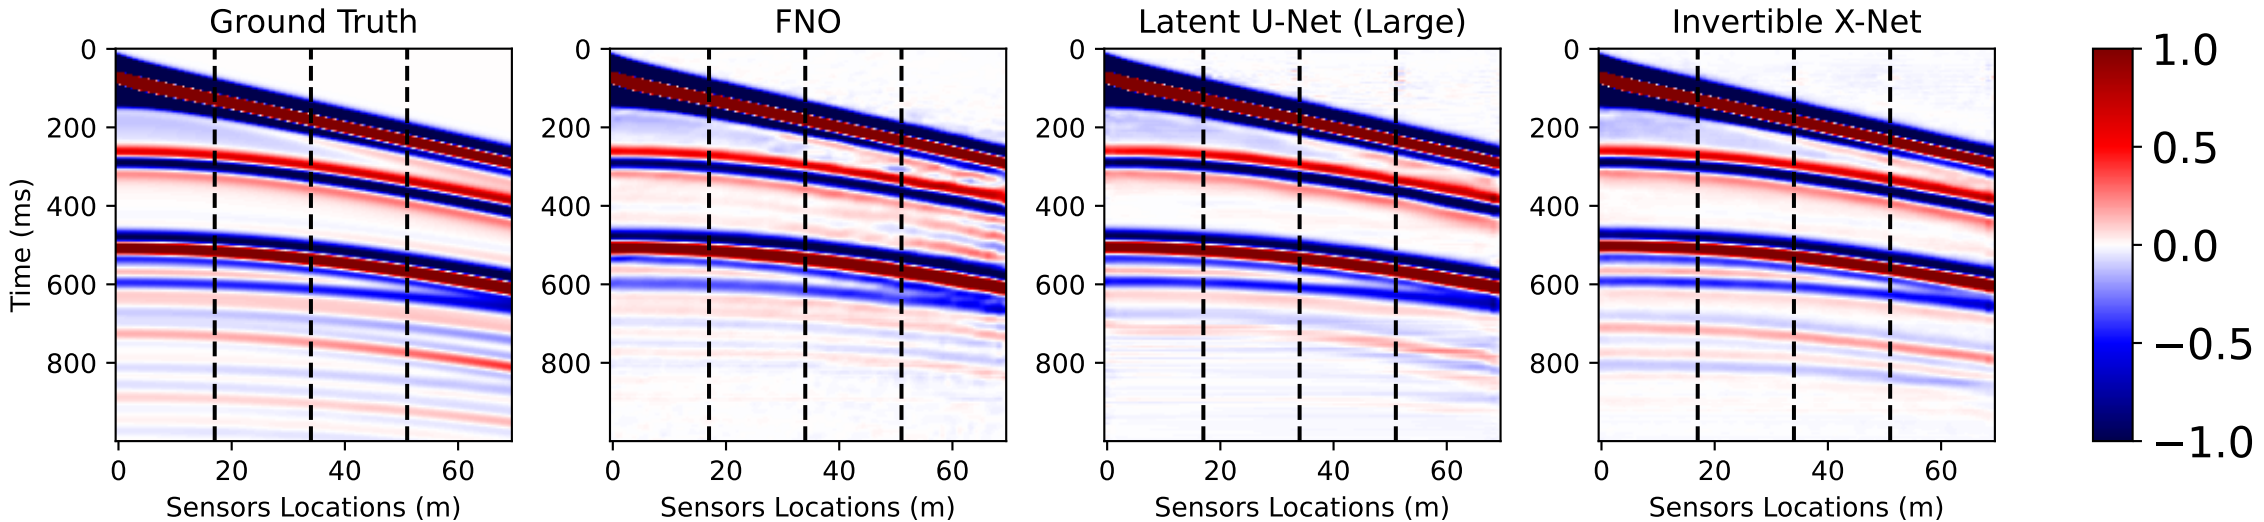 Ground Truth
FNO
Latent U-Net (Large)
Invertible X-Net
Time (ms)
0
200
400
600
800
0
200
400
600
800
0
200
400
600
800
0
200
400
600
800
1.0
0.5
0.0
−0.5
−1.0
0 20 40 60
0 20 40 60
0 20 40 60
0 20 40 60
Sensors Locations (m)
Sensors Locations (m)
Sensors Locations (m)
Sensors Locations (m)